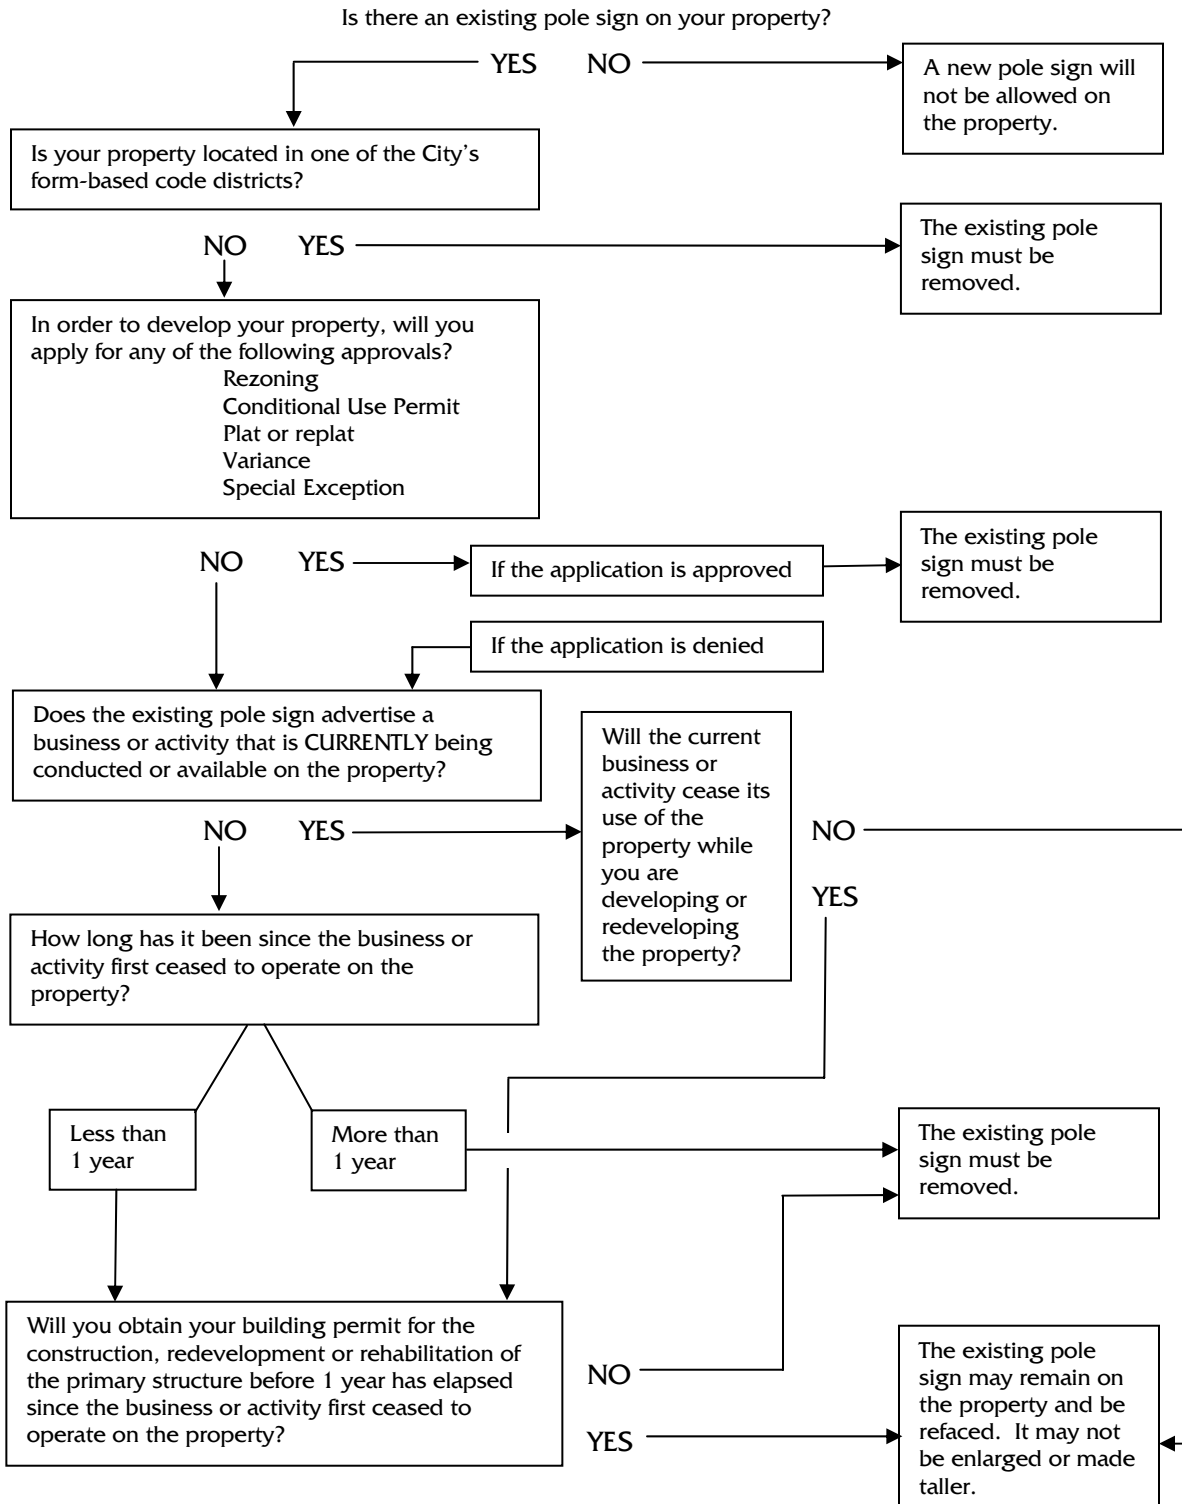 Is there an existing pole sign on your property?
YES NO
A new pole sign will
not be allowed on
the property.
Is your property located in one of the City's
form-based code districts?
NO YES
The existing pole
sign must be
removed.
In order to develop your property, will you
apply for any of the following approvals?
Rezoning
Conditional Use Permit
Plat or replat
Variance
Special Exception
NO YES
If the application is approved
The existing pole
sign must be
removed.
If the application is denied
Does the existing pole sign advertise a
business or activity that is CURRENTLY being
conducted or available on the property?
NO YES
Will the current
business or
activity cease its
use of the
property while
you are
developing or
redeveloping
the property?
NO
YES
How long has it been since the business or
activity first ceased to operate on the
property?
Less than
1 year
More than
1 year
The existing pole
sign must be
removed.
Will you obtain your building permit for the
construction, redevelopment or rehabilitation of
the primary structure before 1 year has elapsed
since the business or activity first ceased to
operate on the property?
NO
YES
The existing pole
sign may remain on
the property and be
refaced.  It may not
be enlarged or made
taller.